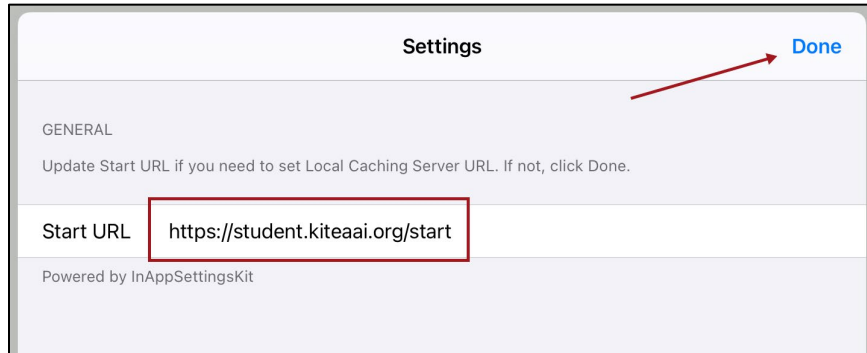 Settings
Done
GENERAL
Update Start URL if you need to set Local Caching Server URL. If not, click Done.
Start URL https://student.kiteaai.org/start
Powered by InAppSettingsKit